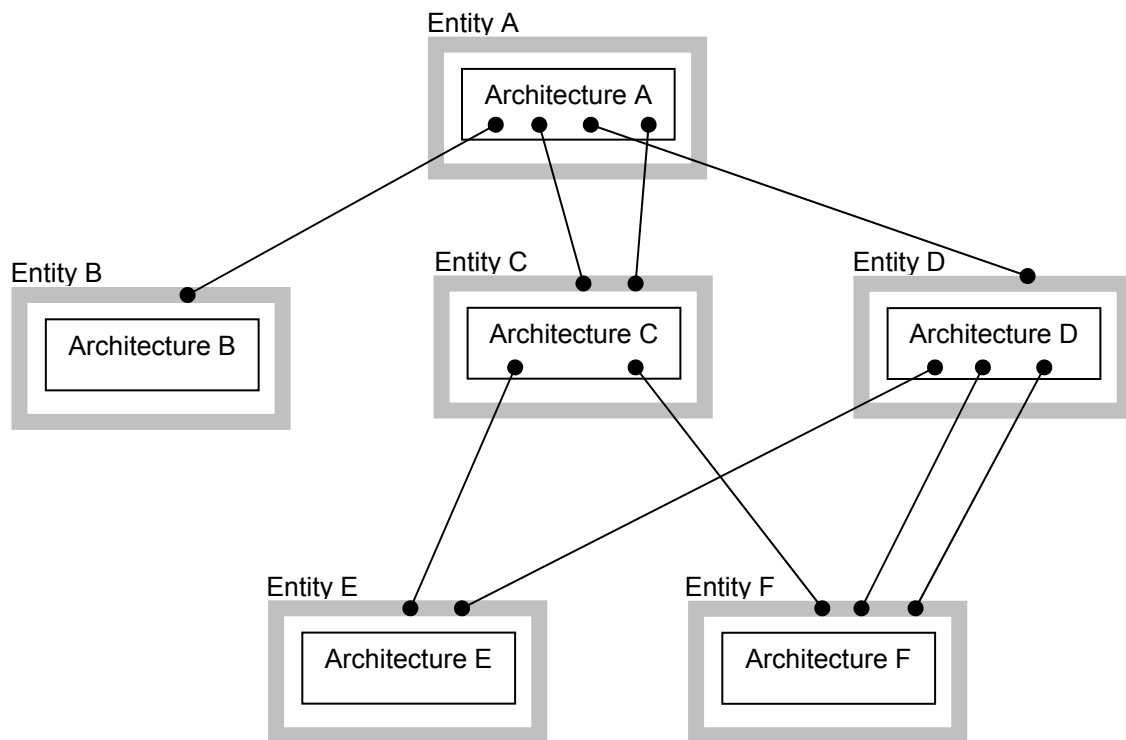 Entity A
Architecture A
Entity B
Entity C
Entity D
Architecture B
Architecture C
Architecture D
Entity E
Entity F
Architecture E
Architecture F